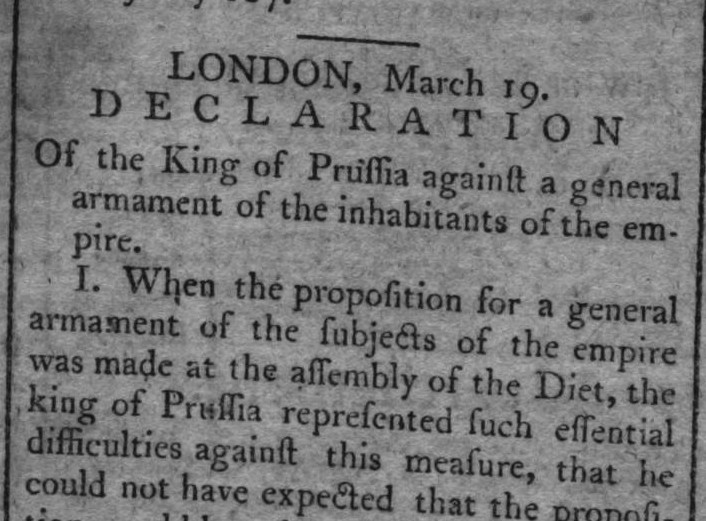 LONDON, March 19.
DECLARATION
Of the King of Pruſſia againſt a general
armament of the inhabitants of the em-
pire.
I. When the propoſition for a general
armament of the ſubjects of the empire
was made at the aſſembly of the Diet, the
king of Pruſſia repreſented ſuch eſſential
difficulties againſt this meaſure, that he
could not have expected that the propoſi-